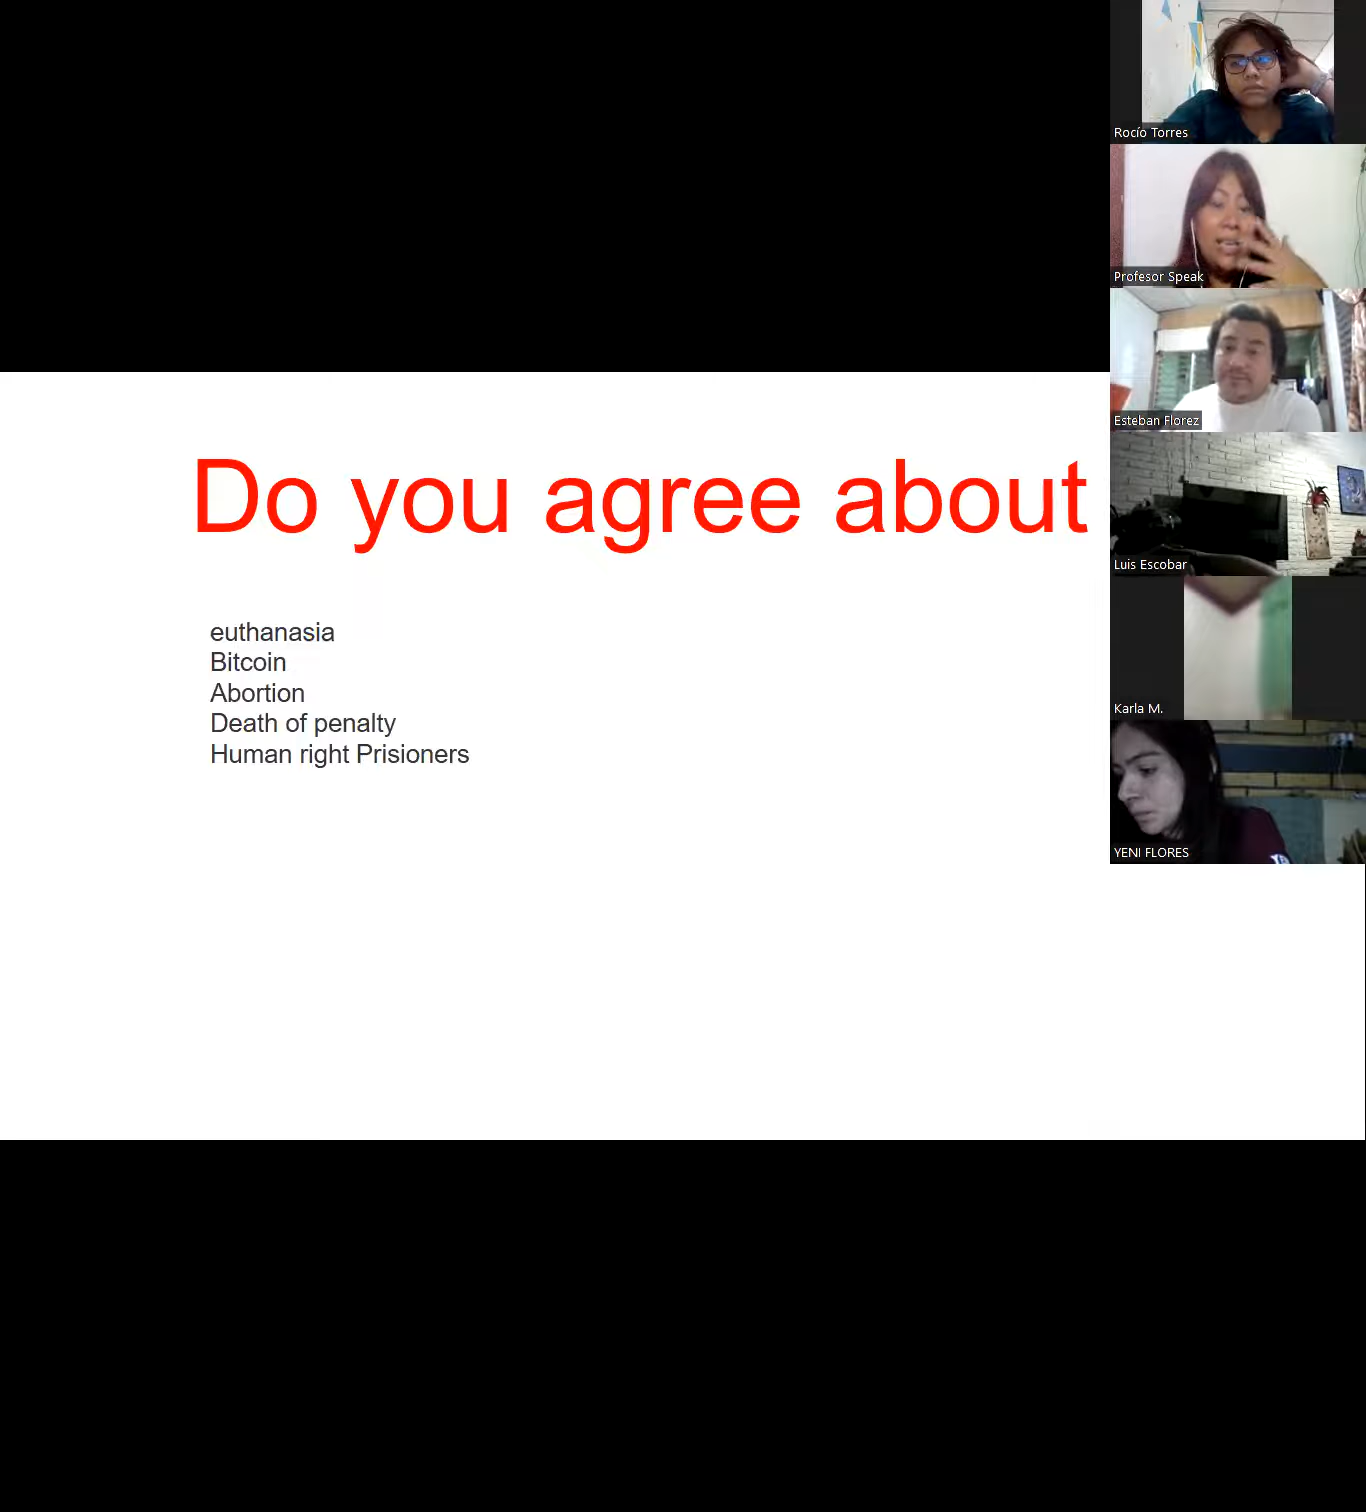 Do you agree about
euthanasia
Bitcoin
Abortion
Death of penalty
Human right Prisioners
Rocío Torres
Profesor Speak
Esteban Florez
Luis Escobar
Karla M.
YENI FLORES